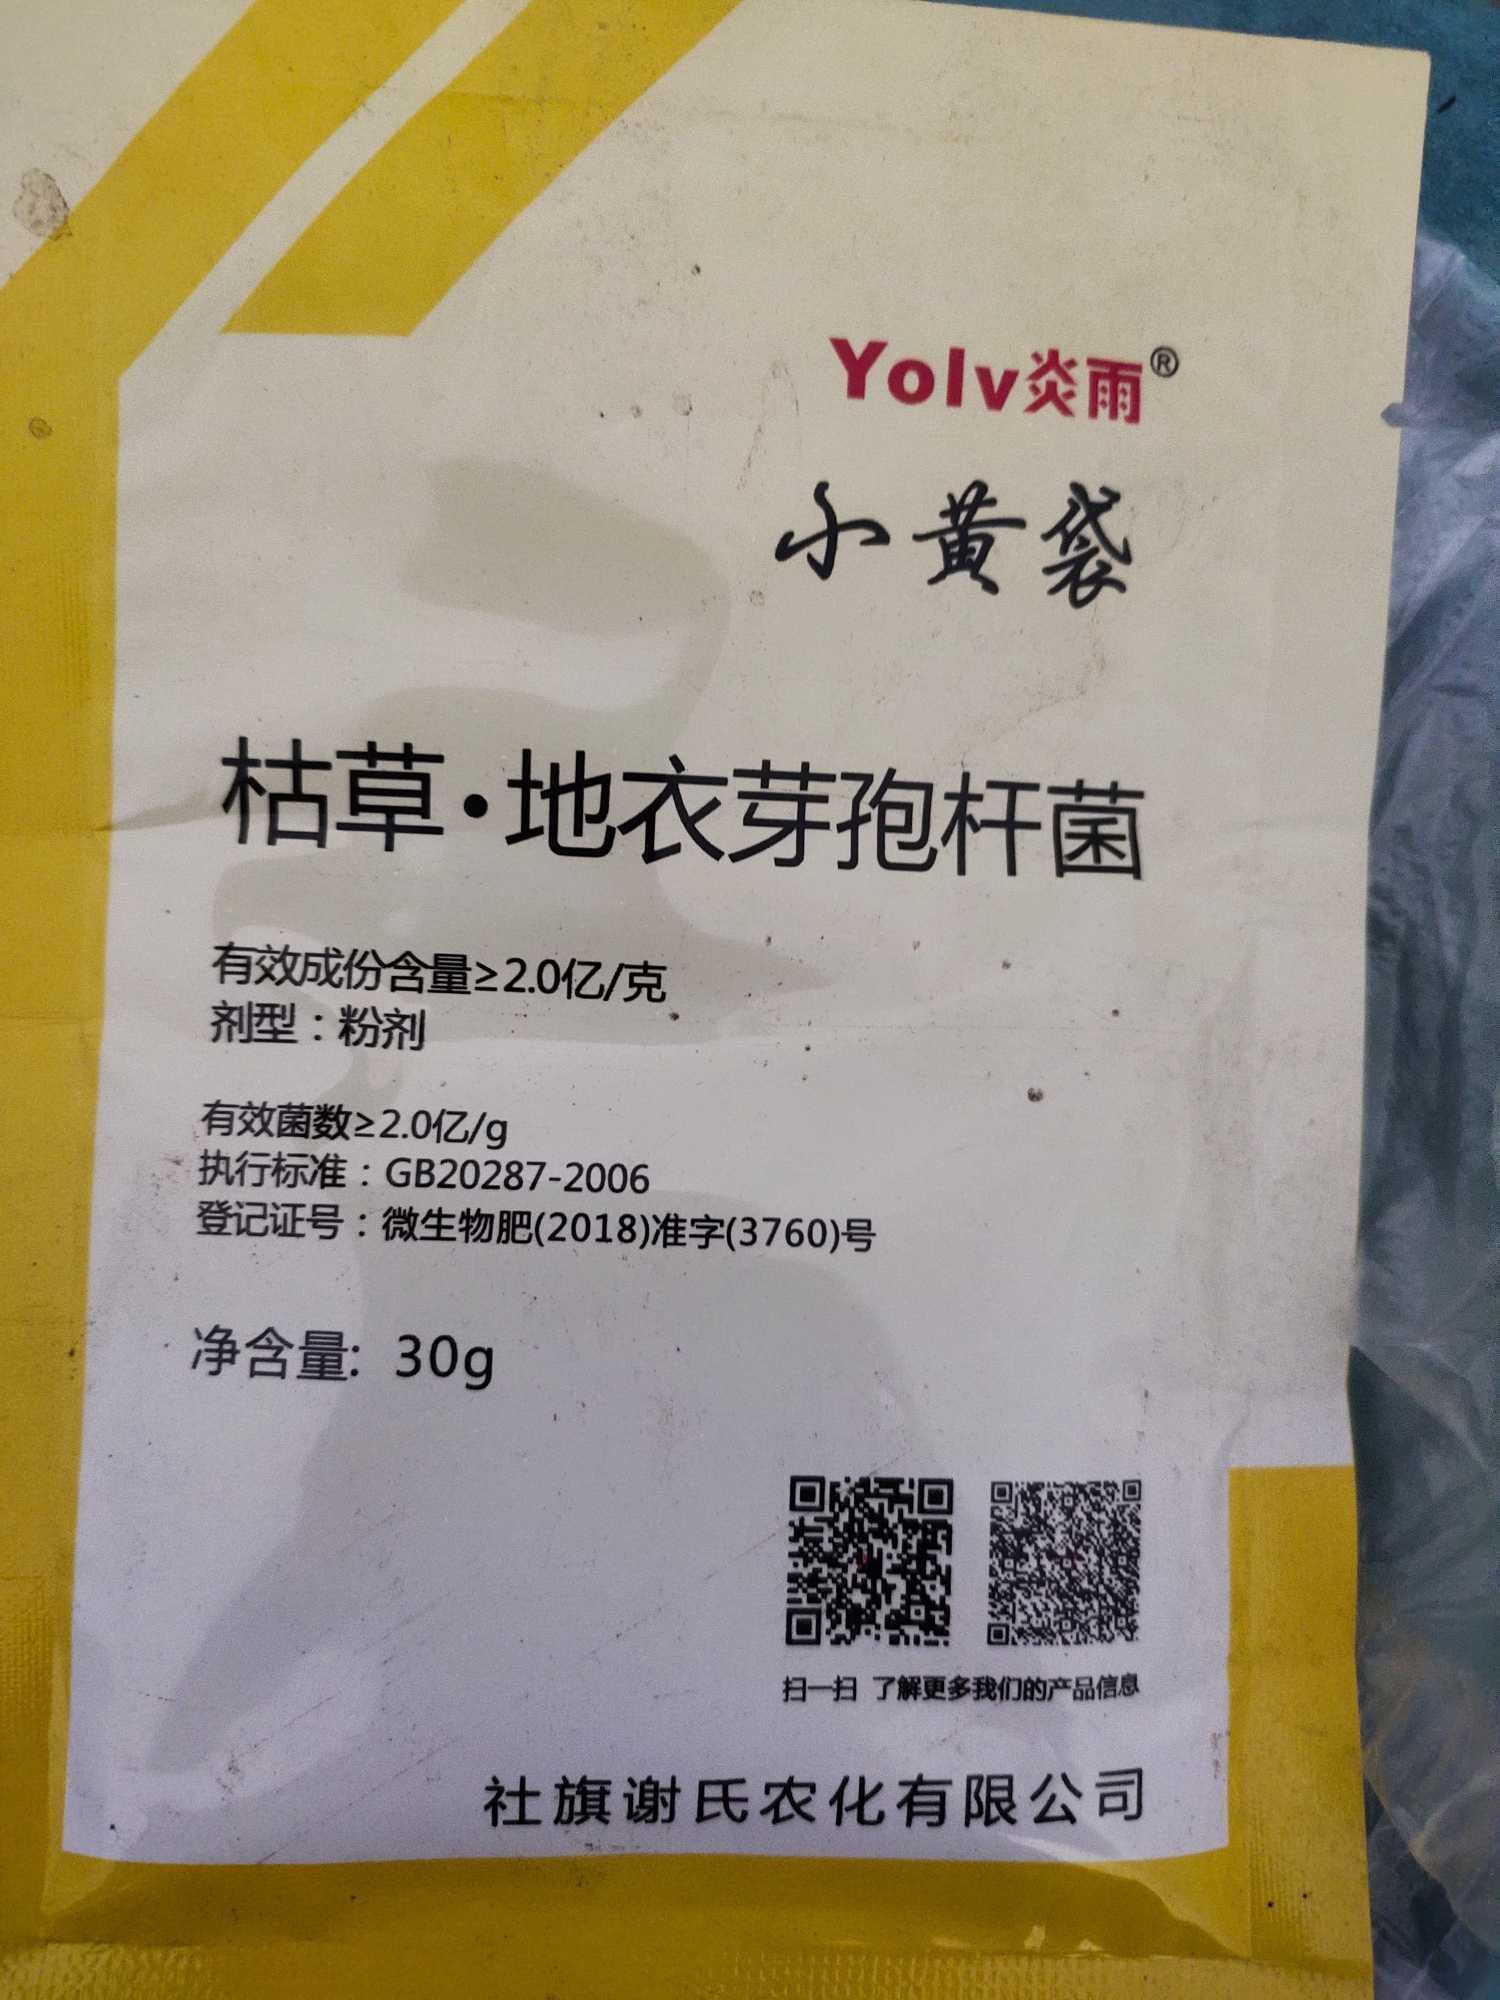 Yolv炎雨®
小黄袋
枯草·地衣芽孢杆菌
有效成份含量≥2.0亿/克
剂型：粉剂
有效菌数≥2.0亿/g
执行标准：GB20287-2006
登记证号：微生物肥(2018)准字(3760)号
净含量: 30g
扫一扫 了解更多我们的产品信息
社旗谢氏农化有限公司